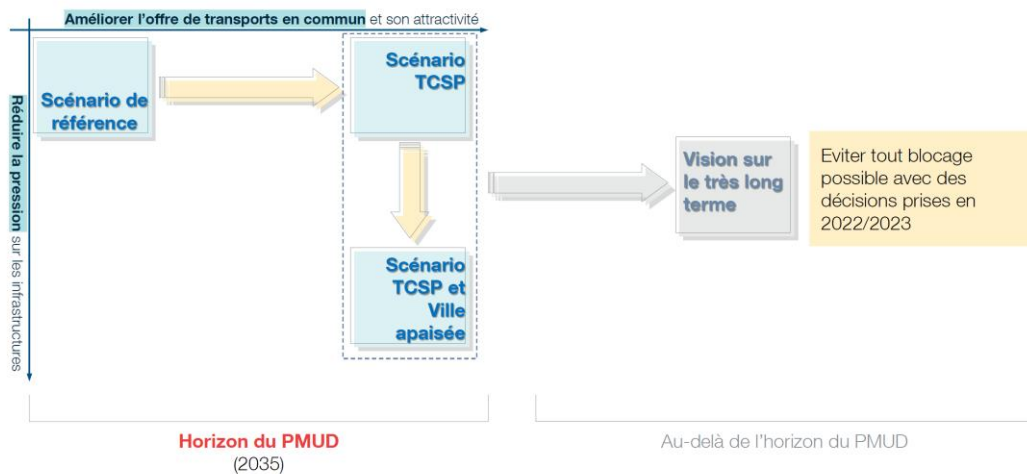 Améliorer l'offre de transports en commun et son attractivité
Réduire la pression sur les infrastructures
Scénario de
référence
Scénario
TCSP
Scénario
TCSP et
Ville
apaisée
Vision sur
le très long
terme
Eviter tout blocage
possible avec des
décisions prises en
2022/2023
Horizon du PMUD
(2035)
Au-delà de l'horizon du PMUD